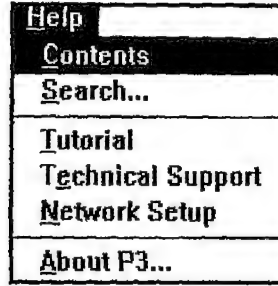 Help
Contents
Search...
Tutorial
Technical Support
Network Setup
About P3...